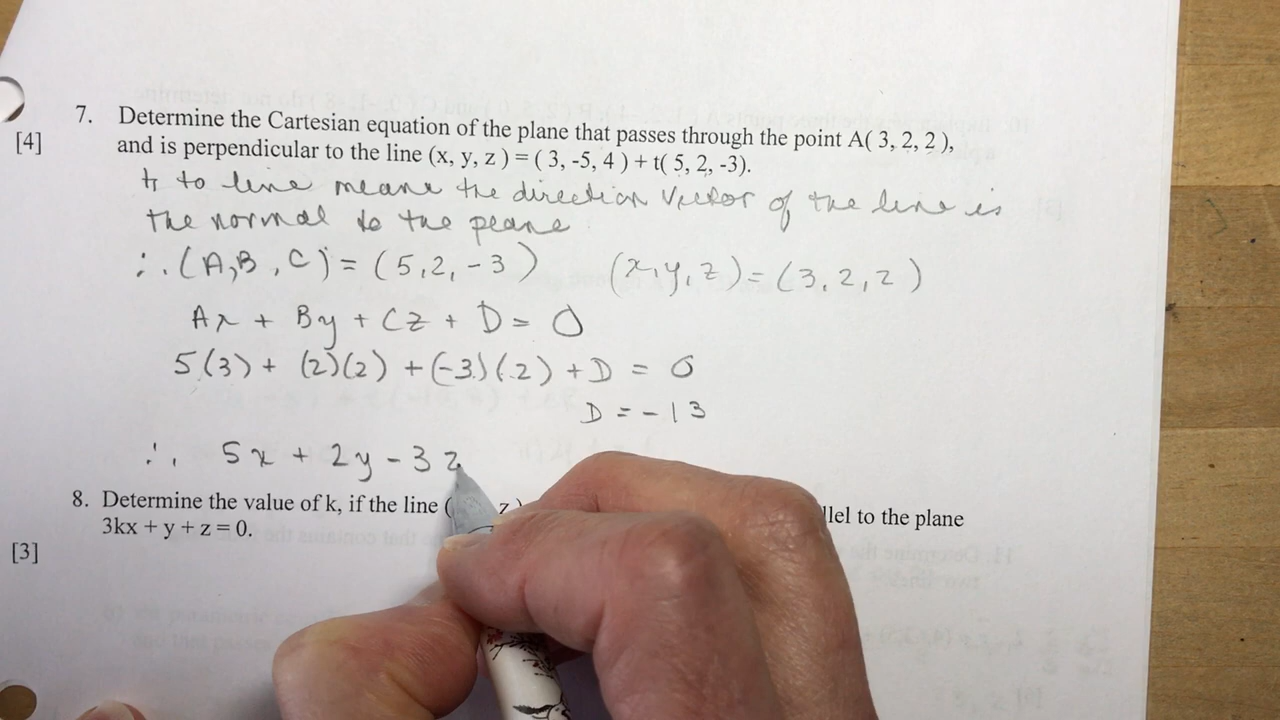 7. Determine the Cartesian equation of the plane that passes through the point A( 3, 2, 2 ),
[4] and is perpendicular to the line (x, y, z ) = ( 3, -5, 4 ) + t( 5, 2, -3).
to line means the direction vector of the line is
the normal to the plane
∴ (A,B,C) = (5,2,-3) (x,y,z) = (3,2,2)
Ax + By + Cz + D = 0
5(3) + (2)(2) + (-3)(2) + D = 0
D = -13
∴ 5x + 2y - 3z
8. Determine the value of k, if the line ( z) llel to the plane
3kx + y + z = 0.
[3]